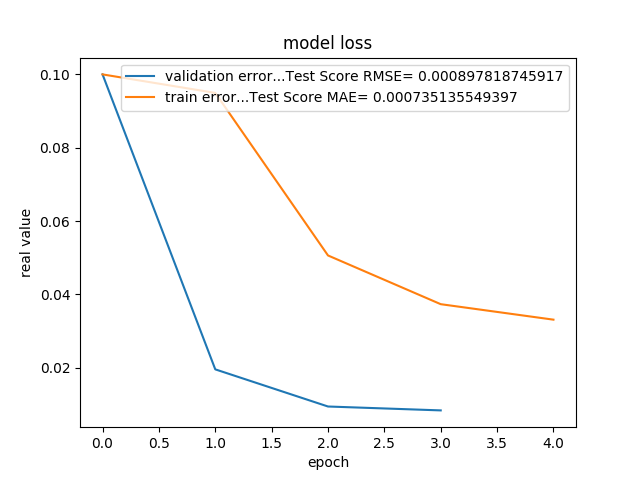 model loss
validation error...Test Score RMSE= 0.000897818745917
train error...Test Score MAE= 0.000735135549397
0.10
0.08
0.06
0.04
0.02
real value
0.0 0.5 1.0 1.5 2.0 2.5 3.0 3.5 4.0
epoch